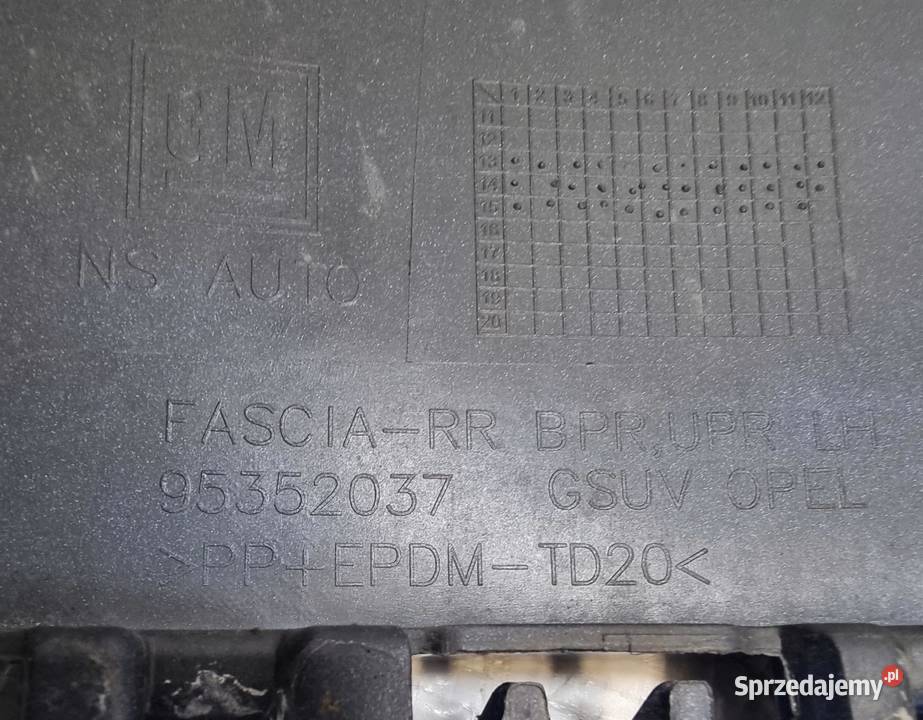 GM
NS AUTO
1 2 3 4 5 6 7 8 9 10 11 12
11
12
13
14
15
16
17
18
19
20
FASCIA-RR BPR,UPR LH
95352037 GSUV OPEL
>PP+EPDM-TD20<
Sprzedajemy.pl